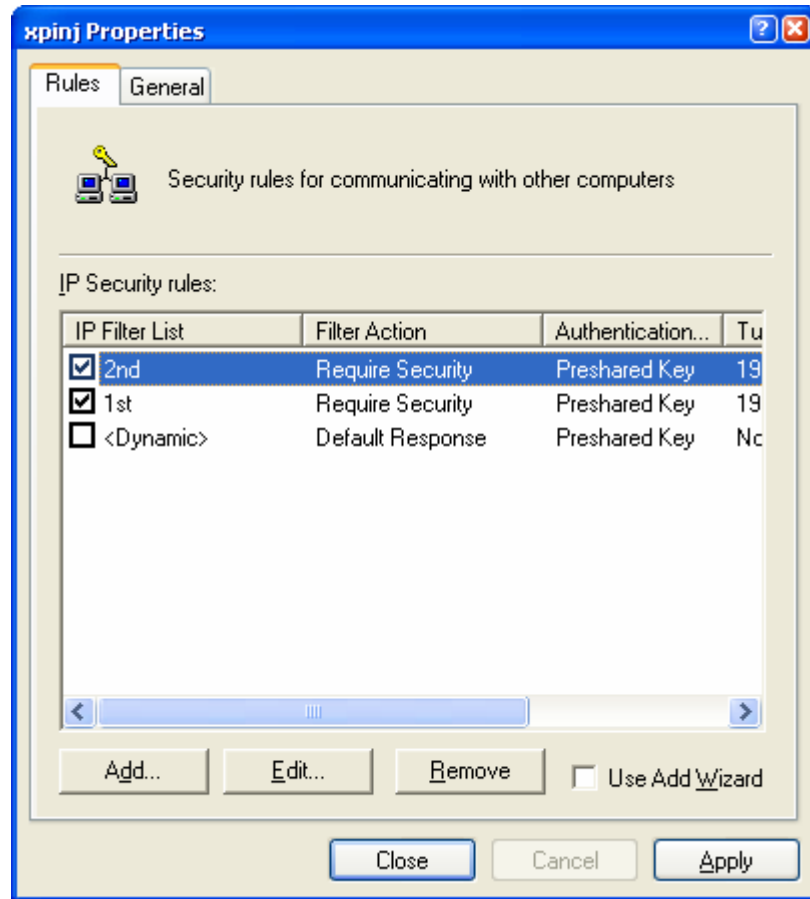 xpinj Properties
Rules General
Security rules for communicating with other computers
IP Security rules:
IP Filter List Filter Action Authentication... Tu
2nd Require Security Preshared Key 19
1st Require Security Preshared Key 19
<Dynamic> Default Response Preshared Key No
Add... Edit... Remove Use Add Wizard
Close Cancel Apply